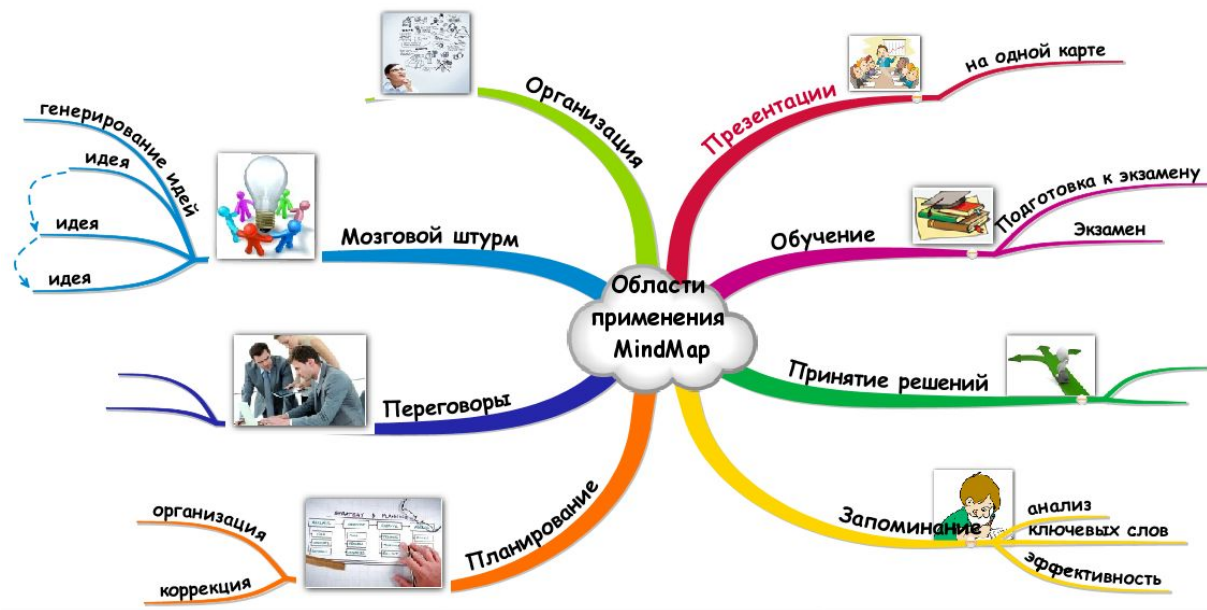 Области
применения
MindMap
Организация
Презентации
на одной карте
Обучение
Подготовка к экзамену
Экзамен
Принятие решений
Запоминание
анализ
ключевых слов
эффективность
Планирование
организация
коррекция
Переговоры
Мозговой штурм
генерирование идей
идея
идея
идея